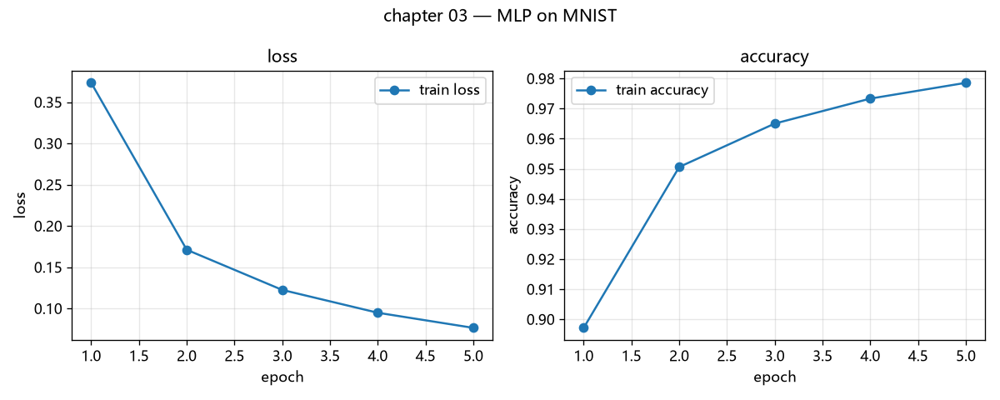 chapter 03 — MLP on MNIST
loss
train loss
0.35
0.30
0.25
0.20
0.15
0.10
loss
1.0 1.5 2.0 2.5 3.0 3.5 4.0 4.5 5.0
epoch
accuracy
train accuracy
0.98
0.97
0.96
0.95
0.94
0.93
0.92
0.91
0.90
accuracy
1.0 1.5 2.0 2.5 3.0 3.5 4.0 4.5 5.0
epoch